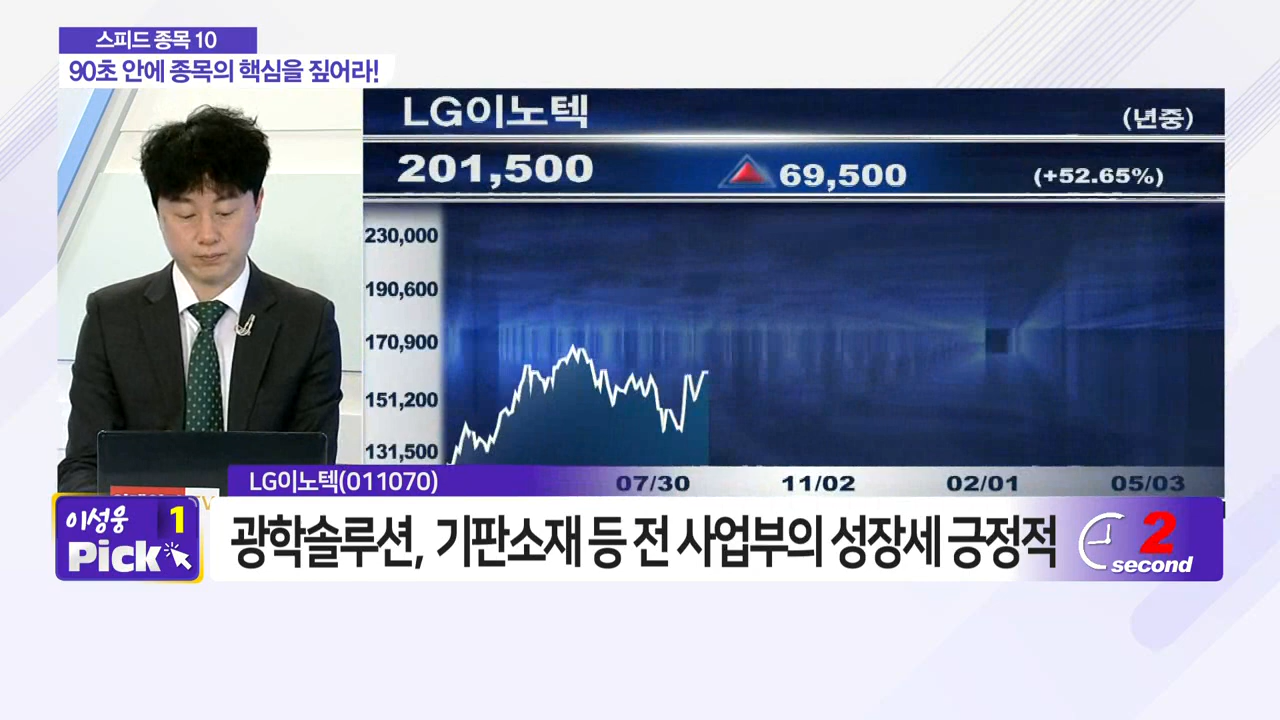 스피드 종목 10
90초 안에 종목의 핵심을 짚어라!
LG이노텍
(년중)
201,500
69,500
(+52.65%)
230,000
190,600
170,900
151,200
131,500
07/30
11/02
02/01
05/03
LG이노텍(011070)
이성웅 1
Pick
광학솔루션, 기판소재 등 전 사업부의 성장세 긍정적
2
second